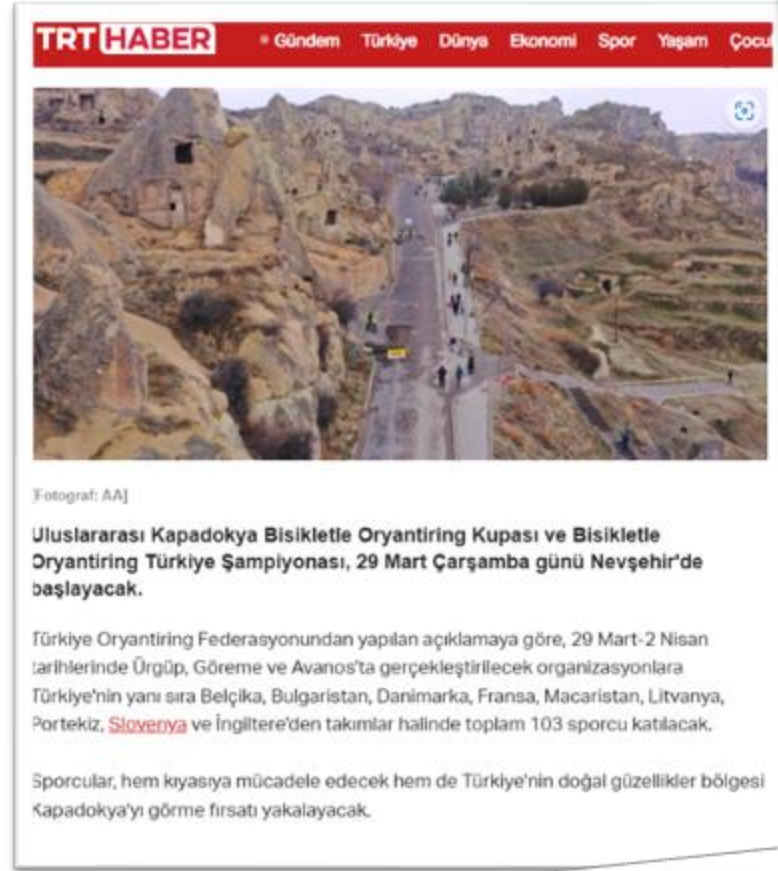 TRT HABER Gündem Türkiye Dünya Ekonomi Spor Yaşam Çocu
[Fotoğraf: AA]
Uluslararası Kapadokya Bisikletle Oryantiring Kupası ve Bisikletle
Oryantiring Türkiye Şampiyonası, 29 Mart Çarşamba günü Nevşehir'de
başlayacak.
Türkiye Oryantiring Federasyonundan yapılan açıklamaya göre, 29 Mart-2 Nisan
tarihlerinde Ürgüp, Göreme ve Avanos'ta gerçekleştirilecek organizasyonlara
Türkiye'nin yanı sıra Belçika, Bulgaristan, Danimarka, Fransa, Macaristan, Litvanya,
Portekiz, Slovenya ve İngiltere'den takımlar halinde toplam 103 sporcu katılacak.
Sporcular, hem kıyasıya mücadele edecek hem de Türkiye'nin doğal güzellikler bölgesi
Kapadokya'yı görme fırsatı yakalayacak.